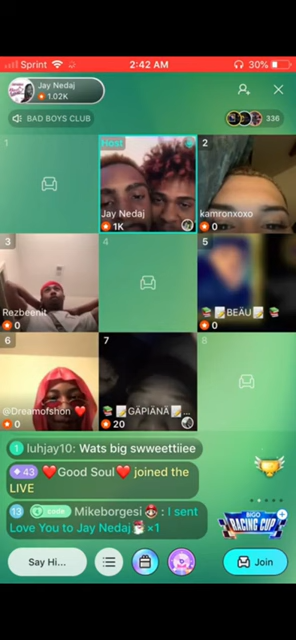 Sprint 2:42 AM 30%
Jay Nedaj
1.02K
BAD BOYS CLUB 336
1
Host
Jay Nedaj
1K
2
kamronxoxo
0
3
Rezbeenit
0
4
5
BEÄU
0
6
@Dreamofshon ❤️
0
7
GÁPIÄNÄ ...
20
8
1 luhjay10: Wats big swweettiiee
43 ❤️Good Soul❤️ joined the
LIVE
13 Mikeborgesi : I sent
Love You to Jay Nedaj ×1
BIGO
RACING CUP
Say Hi... Join